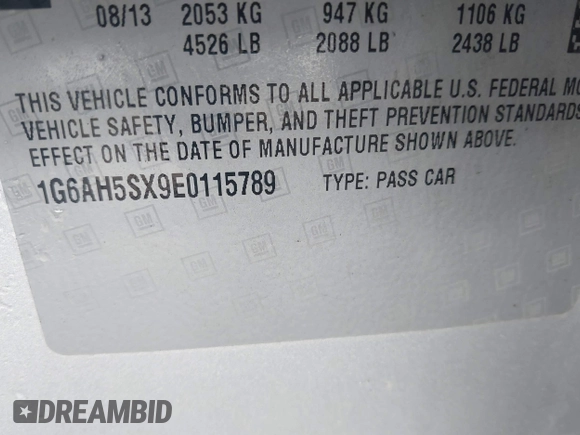 08/13 2053 KG 947 KG 1106 KG
4526 LB 2088 LB 2438 LB
THIS VEHICLE CONFORMS TO ALL APPLICABLE U.S. FEDERAL MO
VEHICLE SAFETY, BUMPER, AND THEFT PREVENTION STANDARDS
EFFECT ON THE DATE OF MANUFACTURE SHOWN ABOVE.
1G6AH5SX9E0115789 TYPE: PASS CAR
DREAMBID